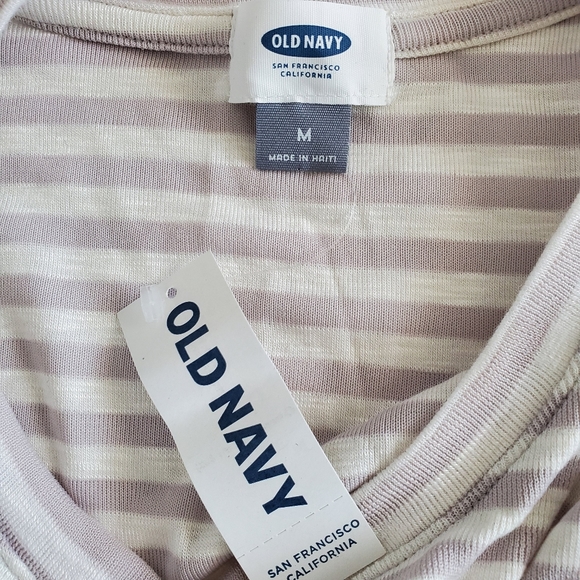 OLD NAVY
SAN FRANCISCO
CALIFORNIA
M
MADE IN HAITI
OLD NAVY
SAN FRANCISCO
CALIFORNIA